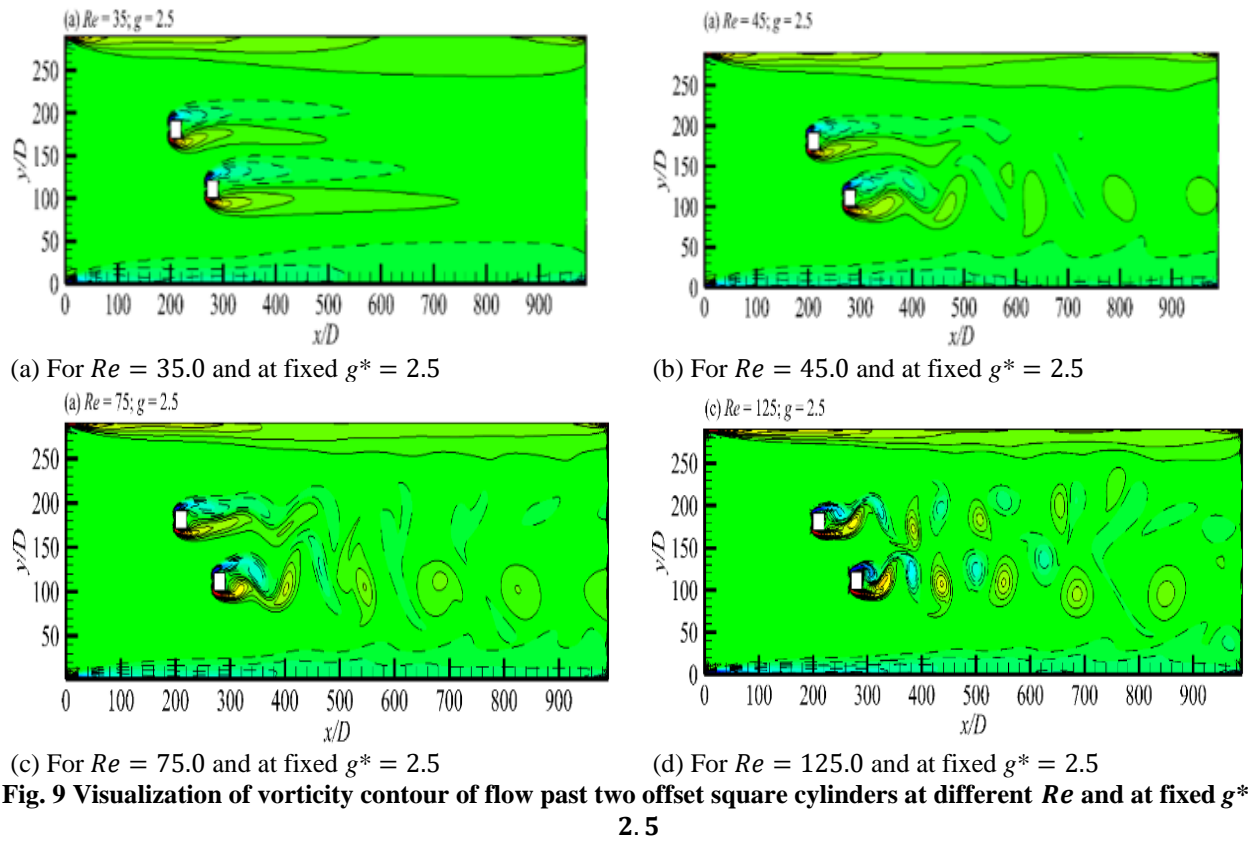 (a) Re = 35; g = 2.5
(a) Re = 45; g = 2.5
250
200
150
100
50
0
y/D
0 100 200 300 400 500 600 700 800 900
x/D
250
200
150
100
50
0
y/D
0 100 200 300 400 500 600 700 800 900
x/D
(a) For Re = 35.0 and at fixed g* = 2.5
(b) For Re = 45.0 and at fixed g* = 2.5
(a) Re = 75; g = 2.5
(c) Re = 125; g = 2.5
250
200
150
100
50
y/D
0 100 200 300 400 500 600 700 800 900
x/D
250
200
150
100
50
0
y/D
0 100 200 300 400 500 600 700 800 900
x/D
(c) For Re = 75.0 and at fixed g* = 2.5
(d) For Re = 125.0 and at fixed g* = 2.5
Fig. 9 Visualization of vorticity contour of flow past two offset square cylinders at different Re and at fixed g*
2.5